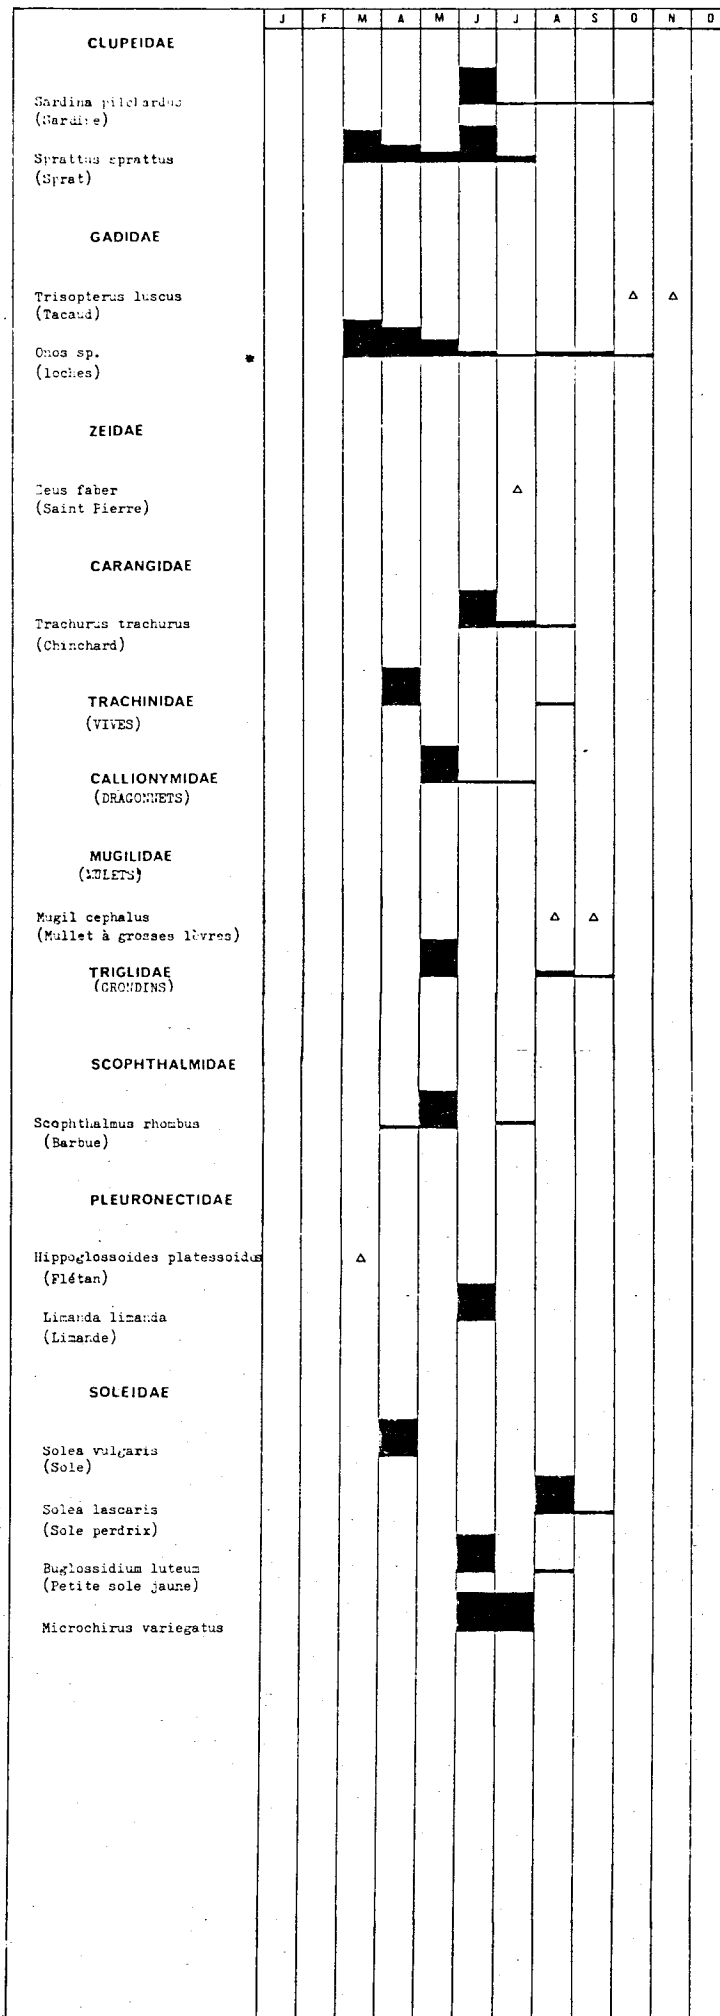 J F M A M J J A S O N D
CLUPEIDAE
Sardina pilchardus
(Sardine)
Sprattus sprattus
(Sprat)
GADIDAE
Trisopterus luscus
(Tacaud)
Onos sp. *
(loches)
ZEIDAE
Zeus faber
(Saint Pierre)
CARANGIDAE
Trachurus trachurus
(Chinchard)
TRACHINIDAE
(VIVES)
CALLIONYMIDAE
(DRAGONNETS)
MUGILIDAE
(MULETS)
Mugil cephalus
(Mullet à grosses lèvres)
TRIGLIDAE
(GRONDINS)
SCOPHTHALMIDAE
Scophthalmus rhombus
(Barbue)
PLEURONECTIDAE
Hippoglossoides platessoidus
(Flétan)
Limanda limanda
(Limande)
SOLEIDAE
Solea vulgaris
(Sole)
Solea lascaris
(Sole perdrix)
Buglossidium luteum
(Petite sole jaune)
Microchirus variegatus